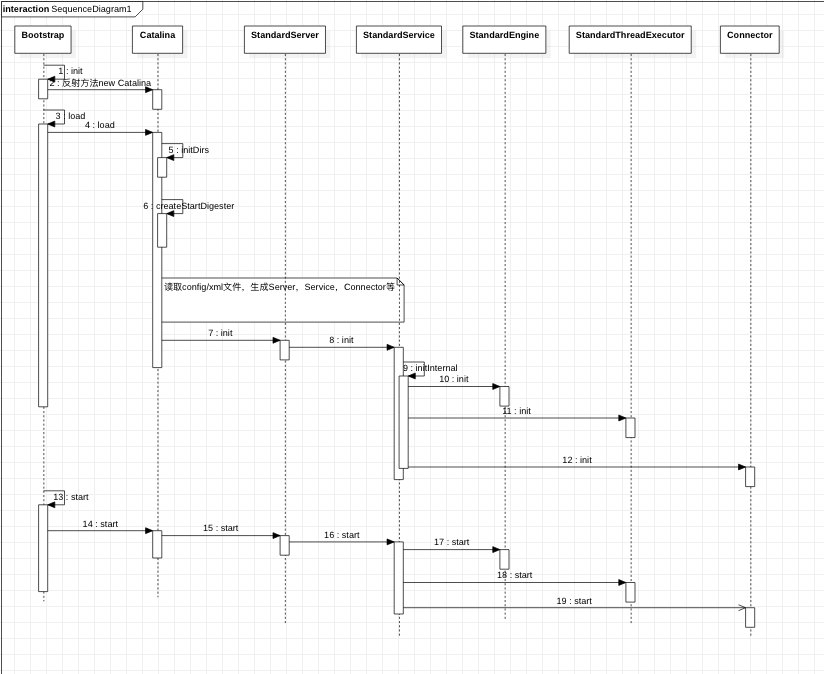 interaction SequenceDiagram1
Bootstrap
Catalina
StandardServer
StandardService
StandardEngine
StandardThreadExecutor
Connector
1 : init
2 : 反射方法new Catalina
3 : load
4 : load
5 : initDirs
6 : createStartDigester
读取config/xml文件，生成Server，Service，Connector等
7 : init
8 : init
9 : initInternal
10 : init
11 : init
12 : init
13 : start
14 : start
15 : start
16 : start
17 : start
18 : start
19 : start